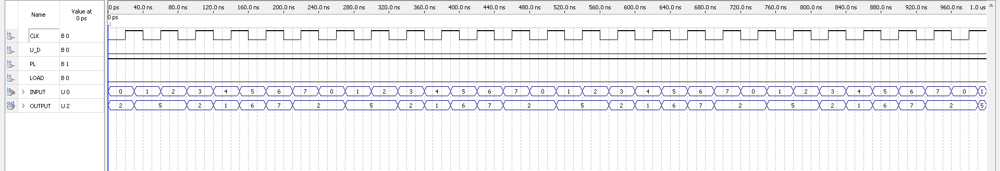 0 ps 40.0 ns 80.0 ns 120.0 ns 160.0 ns 200.0 ns 240.0 ns 280.0 ns 320.0 ns 360.0 ns 400.0 ns 440.0 ns 480.0 ns 520.0 ns 560.0 ns 600.0 ns 640.0 ns 680.0 ns 720.0 ns 760.0 ns 800.0 ns 840.0 ns 880.0 ns 920.0 ns 960.0 ns 1.0 us
Name Value at
0 ps
0 ps
in CLK B 0
in U_D B 0
in PL B 1
in LOAD B 0
in INPUT U 0 0 1 2 3 4 5 6 7 0 1 2 3 4 5 6 7 0 1 2 3 4 5 6 7 0 1 2 3 4 5 6 7 0 1
out OUTPUT U 2 2 5 2 1 6 7 2 5 2 1 6 7 2 5 2 1 6 7 2 5 2 1 6 7 2 5